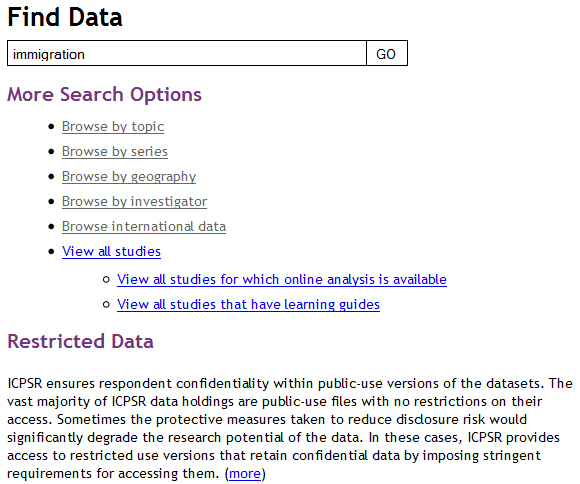 Find Data
immigration GO
More Search Options
Browse by topic
Browse by series
Browse by geography
Browse by investigator
Browse international data
View all studies
View all studies for which online analysis is available
View all studies that have learning guides
Restricted Data
ICPSR ensures respondent confidentiality within public-use versions of the datasets. The
vast majority of ICPSR data holdings are public-use files with no restrictions on their
access. Sometimes the protective measures taken to reduce disclosure risk would
significantly degrade the research potential of the data. In these cases, ICPSR provides
access to restricted use versions that retain confidential data by imposing stringent
requirements for accessing them. (more)